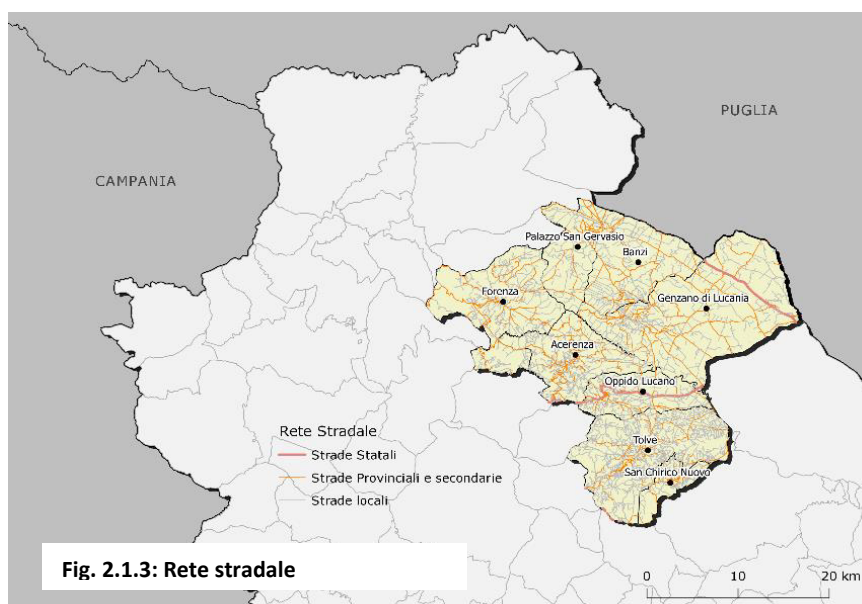 PUGLIA
CAMPANIA
Palazzo San Gervasio
Banzi
Forenza
Genzano di Lucania
Acerenza
Oppido Lucano
Rete Stradale
Strade Statali
Strade Provinciali e secondarie
Strade locali
Tolve
San Chirico Nuovo
Fig. 2.1.3: Rete stradale
0 10 20 km